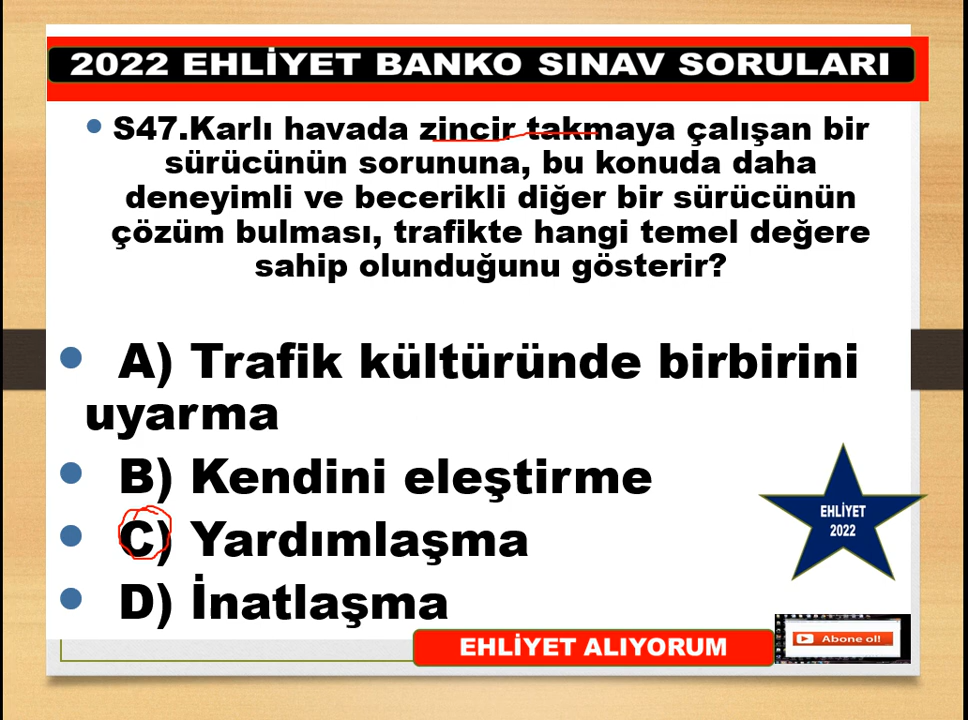 2022 EHLİYET BANKO SINAV SORULARI
S47.Karlı havada zincir takmaya çalışan bir
sürücünün sorununa, bu konuda daha
deneyimli ve becerikli diğer bir sürücünün
çözüm bulması, trafikte hangi temel değere
sahip olunduğunu gösterir?
A) Trafik kültüründe birbirini
uyarma
B) Kendini eleştirme
C) Yardımlaşma
D) İnatlaşma
EHLİYET
2022
EHLİYET ALIYORUM
Abone ol!